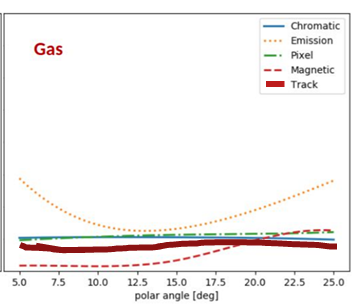 Gas
Chromatic
Emission
Pixel
Magnetic
Track
5.0 7.5 10.0 12.5 15.0 17.5 20.0 22.5 25.0
polar angle [deg]